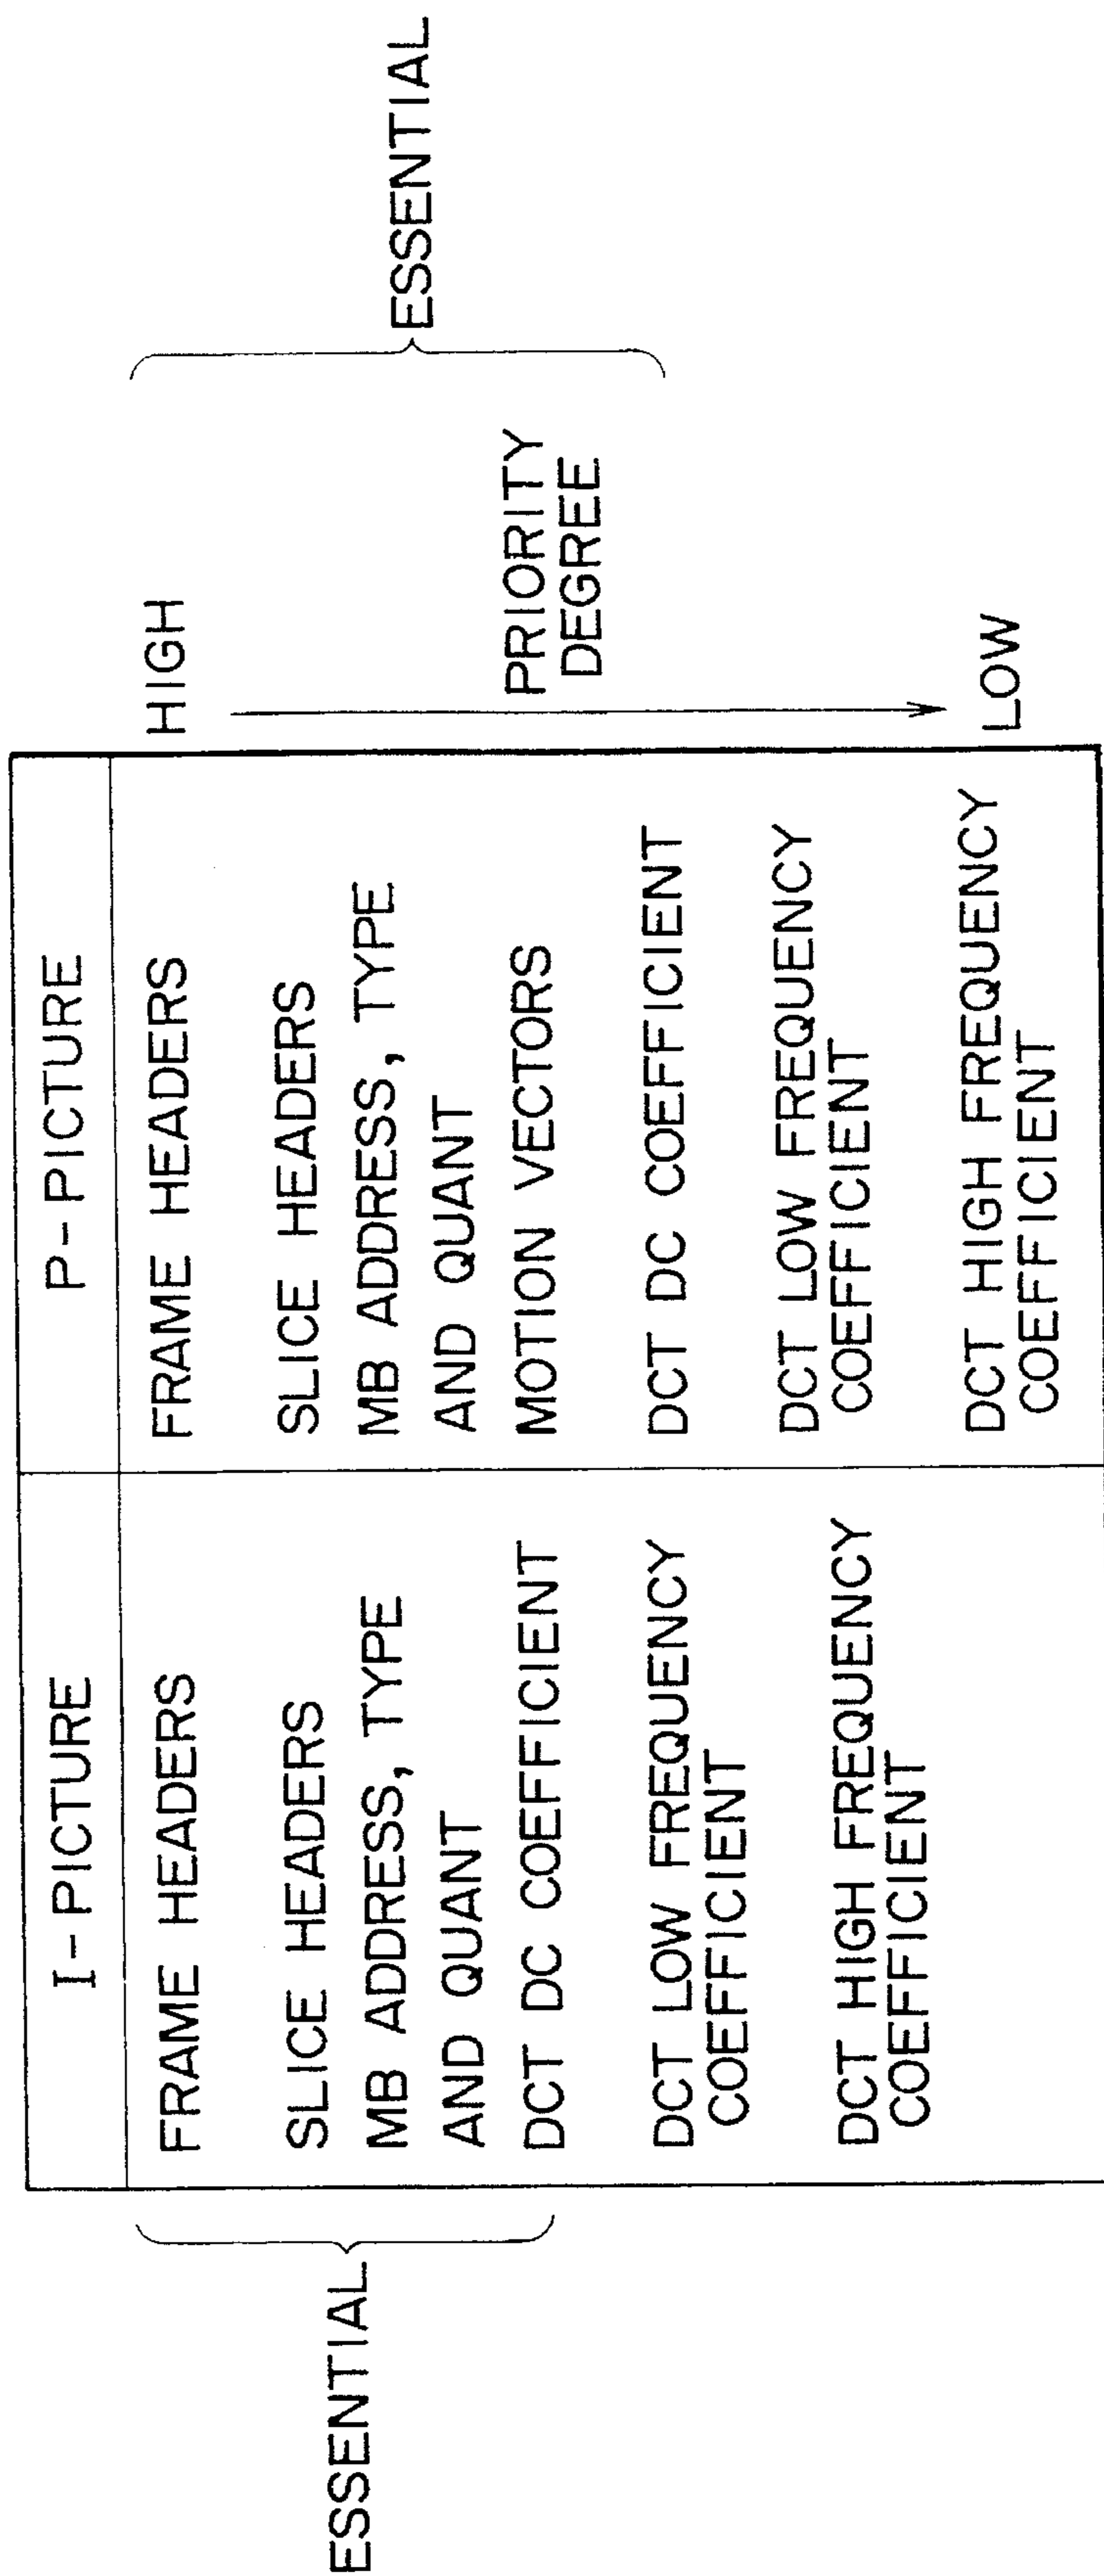 I-PICTURE
P-PICTURE
ESSENTIAL
FRAME HEADERS
SLICE HEADERS
MB ADDRESS, TYPE
AND QUANT
DCT DC COEFFICIENT
DCT LOW FREQUENCY
COEFFICIENT
DCT HIGH FREQUENCY
COEFFICIENT
FRAME HEADERS
SLICE HEADERS
MB ADDRESS, TYPE
AND QUANT
MOTION VECTORS
DCT DC COEFFICIENT
DCT LOW FREQUENCY
COEFFICIENT
DCT HIGH FREQUENCY
COEFFICIENT
HIGH
PRIORITY
DEGREE
LOW
ESSENTIAL